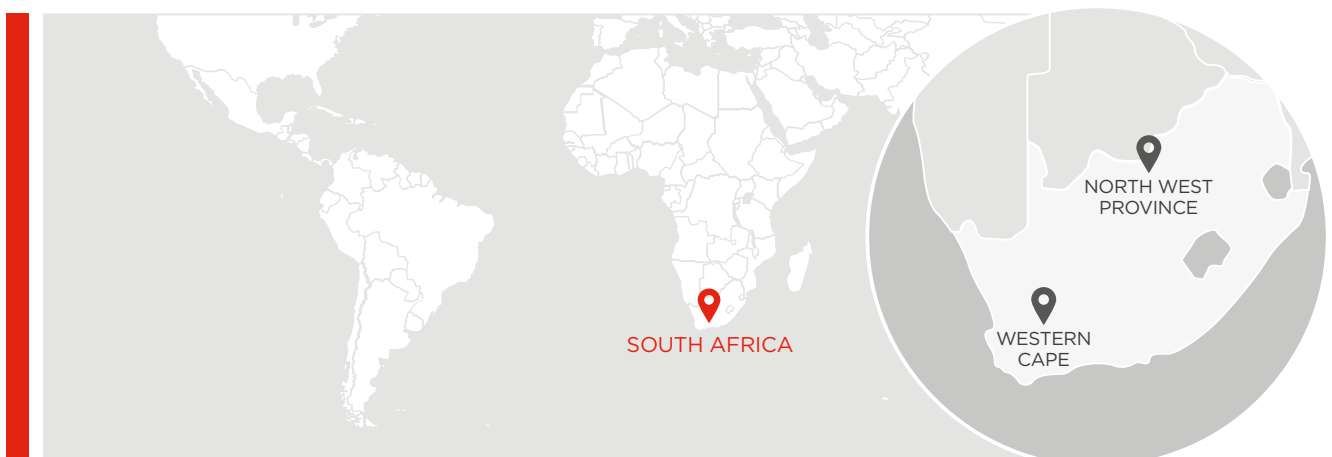 SOUTH AFRICA
NORTH WEST
PROVINCE
WESTERN
CAPE